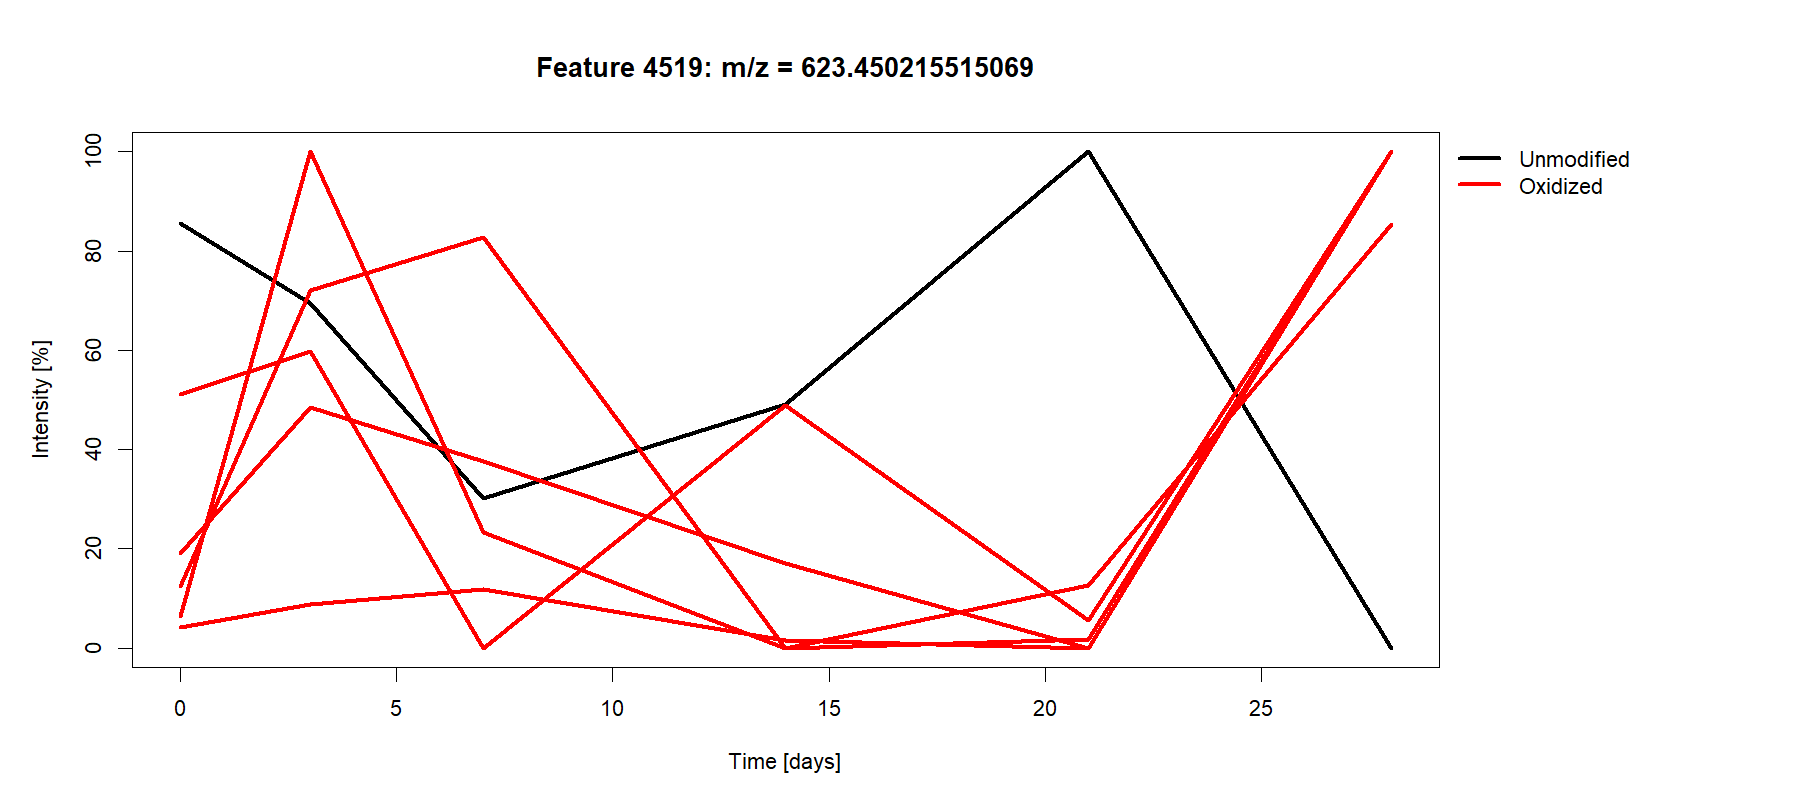 Feature 4519: m/z = 623.450215515069
Unmodified
Oxidized
Intensity [%]
100
80
60
40
20
0
0 5 10 15 20 25
Time [days]